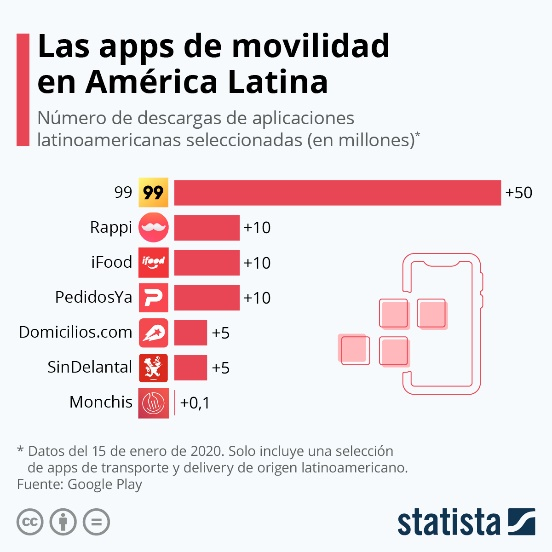 Las apps de movilidad
en América Latina
Número de descargas de aplicaciones
latinoamericanas seleccionadas (en millones)*
99 99 +50
Rappi +10
iFood ifood +10
PedidosYa +10
Domicilios.com +5
SinDelantal +5
Monchis +0,1
* Datos del 15 de enero de 2020. Solo incluye una selección
de apps de transporte y delivery de origen latinoamericano.
Fuente: Google Play
cc
statista